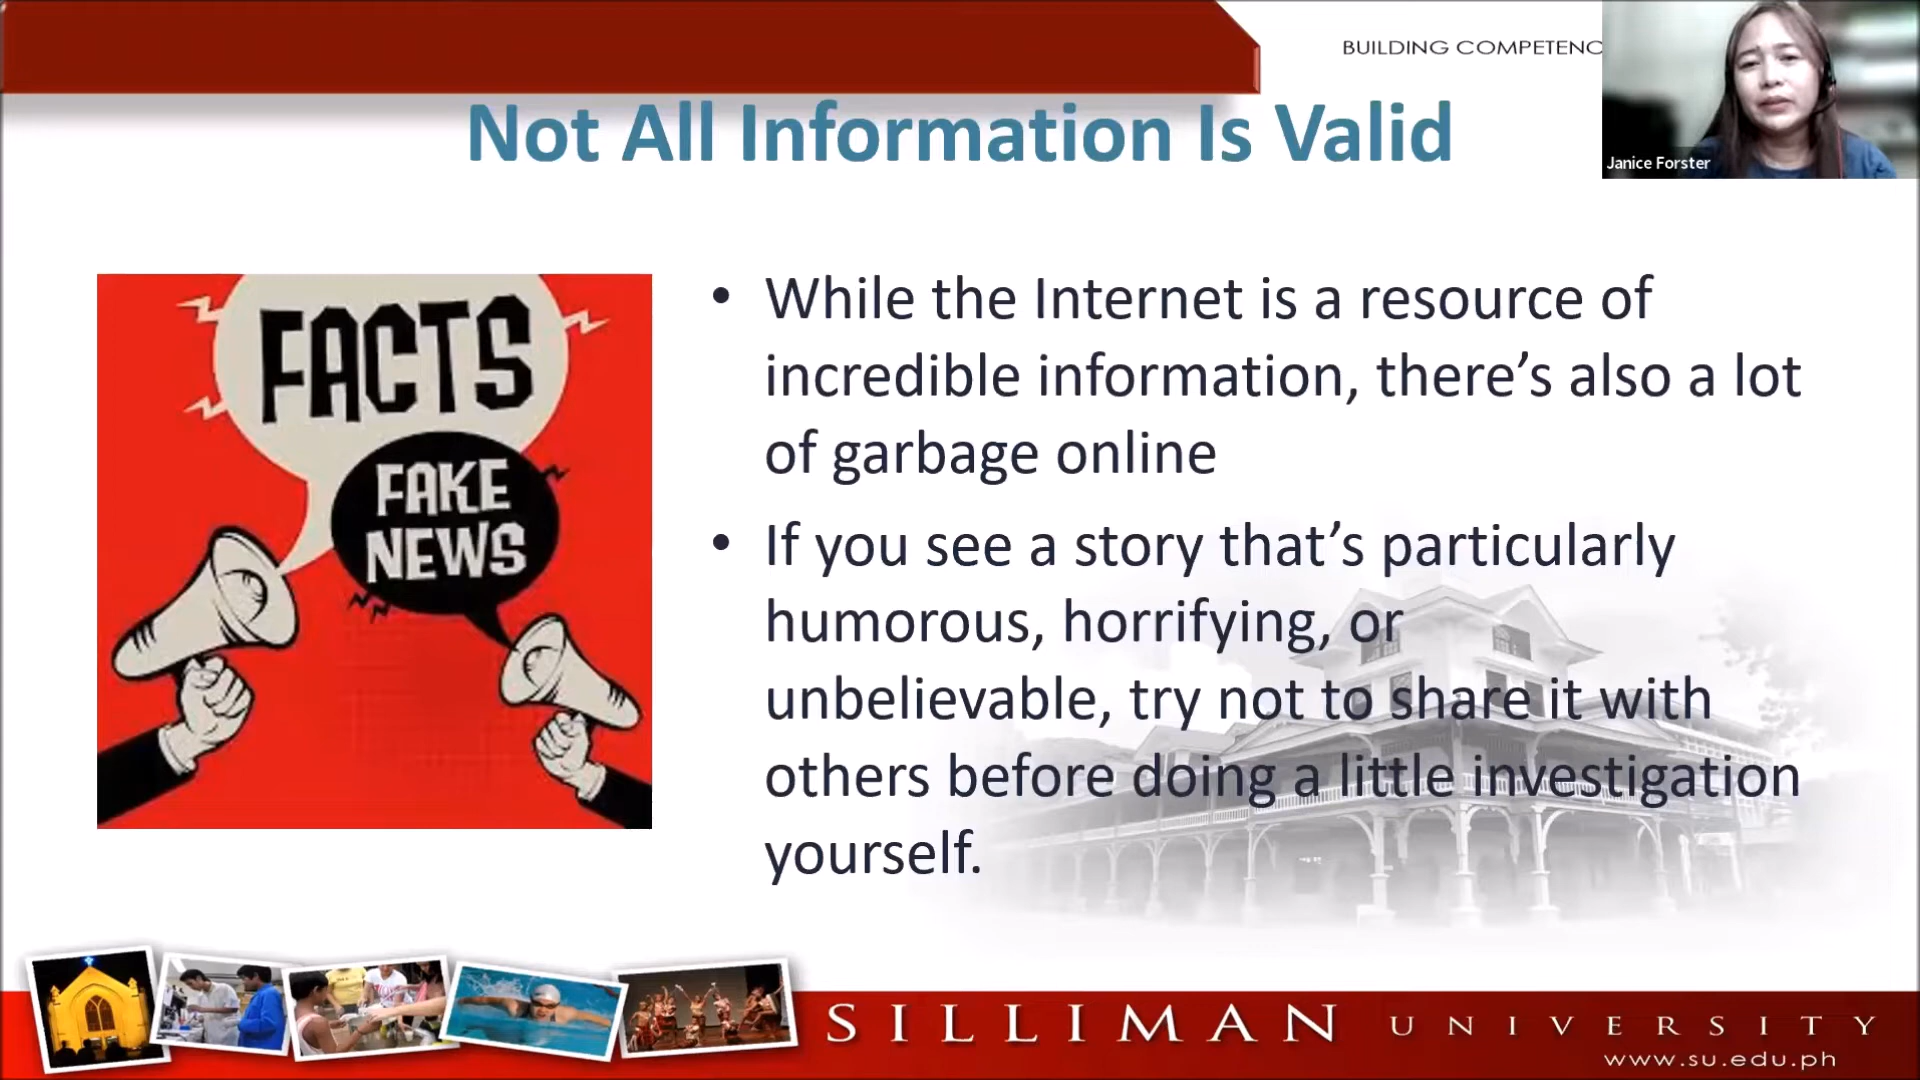 BUILDING COMPETENC
Not All Information Is Valid
Janice Forster
FACTS
FAKE
NEWS
• While the Internet is a resource of
incredible information, there’s also a lot
of garbage online
• If you see a story that’s particularly
humorous, horrifying, or
unbelievable, try not to share it with
others before doing a little investigation
yourself.
SILLIMAN UNIVERSITY
www.su.edu.ph